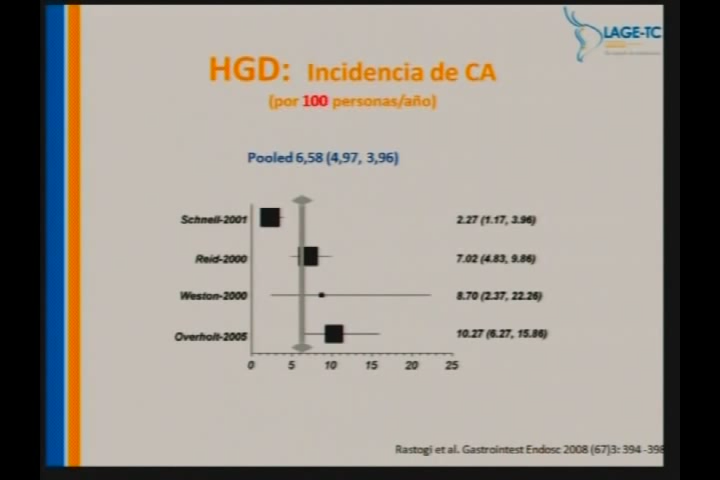 LAGE-TC
HGD: Incidencia de CA
(por 100 personas/año)
Pooled 6,58 (4,97, 3,96)
Schnell-2001 2.27 (1.17, 3.96)
Reid-2000 7.02 (4.83, 9.86)
Weston-2000 8.70 (2.37, 22.26)
Overholt-2005 10.27 (6.27, 15.86)
0 5 10 15 20 25
Rastogi et al. Gastrointest Endosc 2008 (67)3: 394 -398